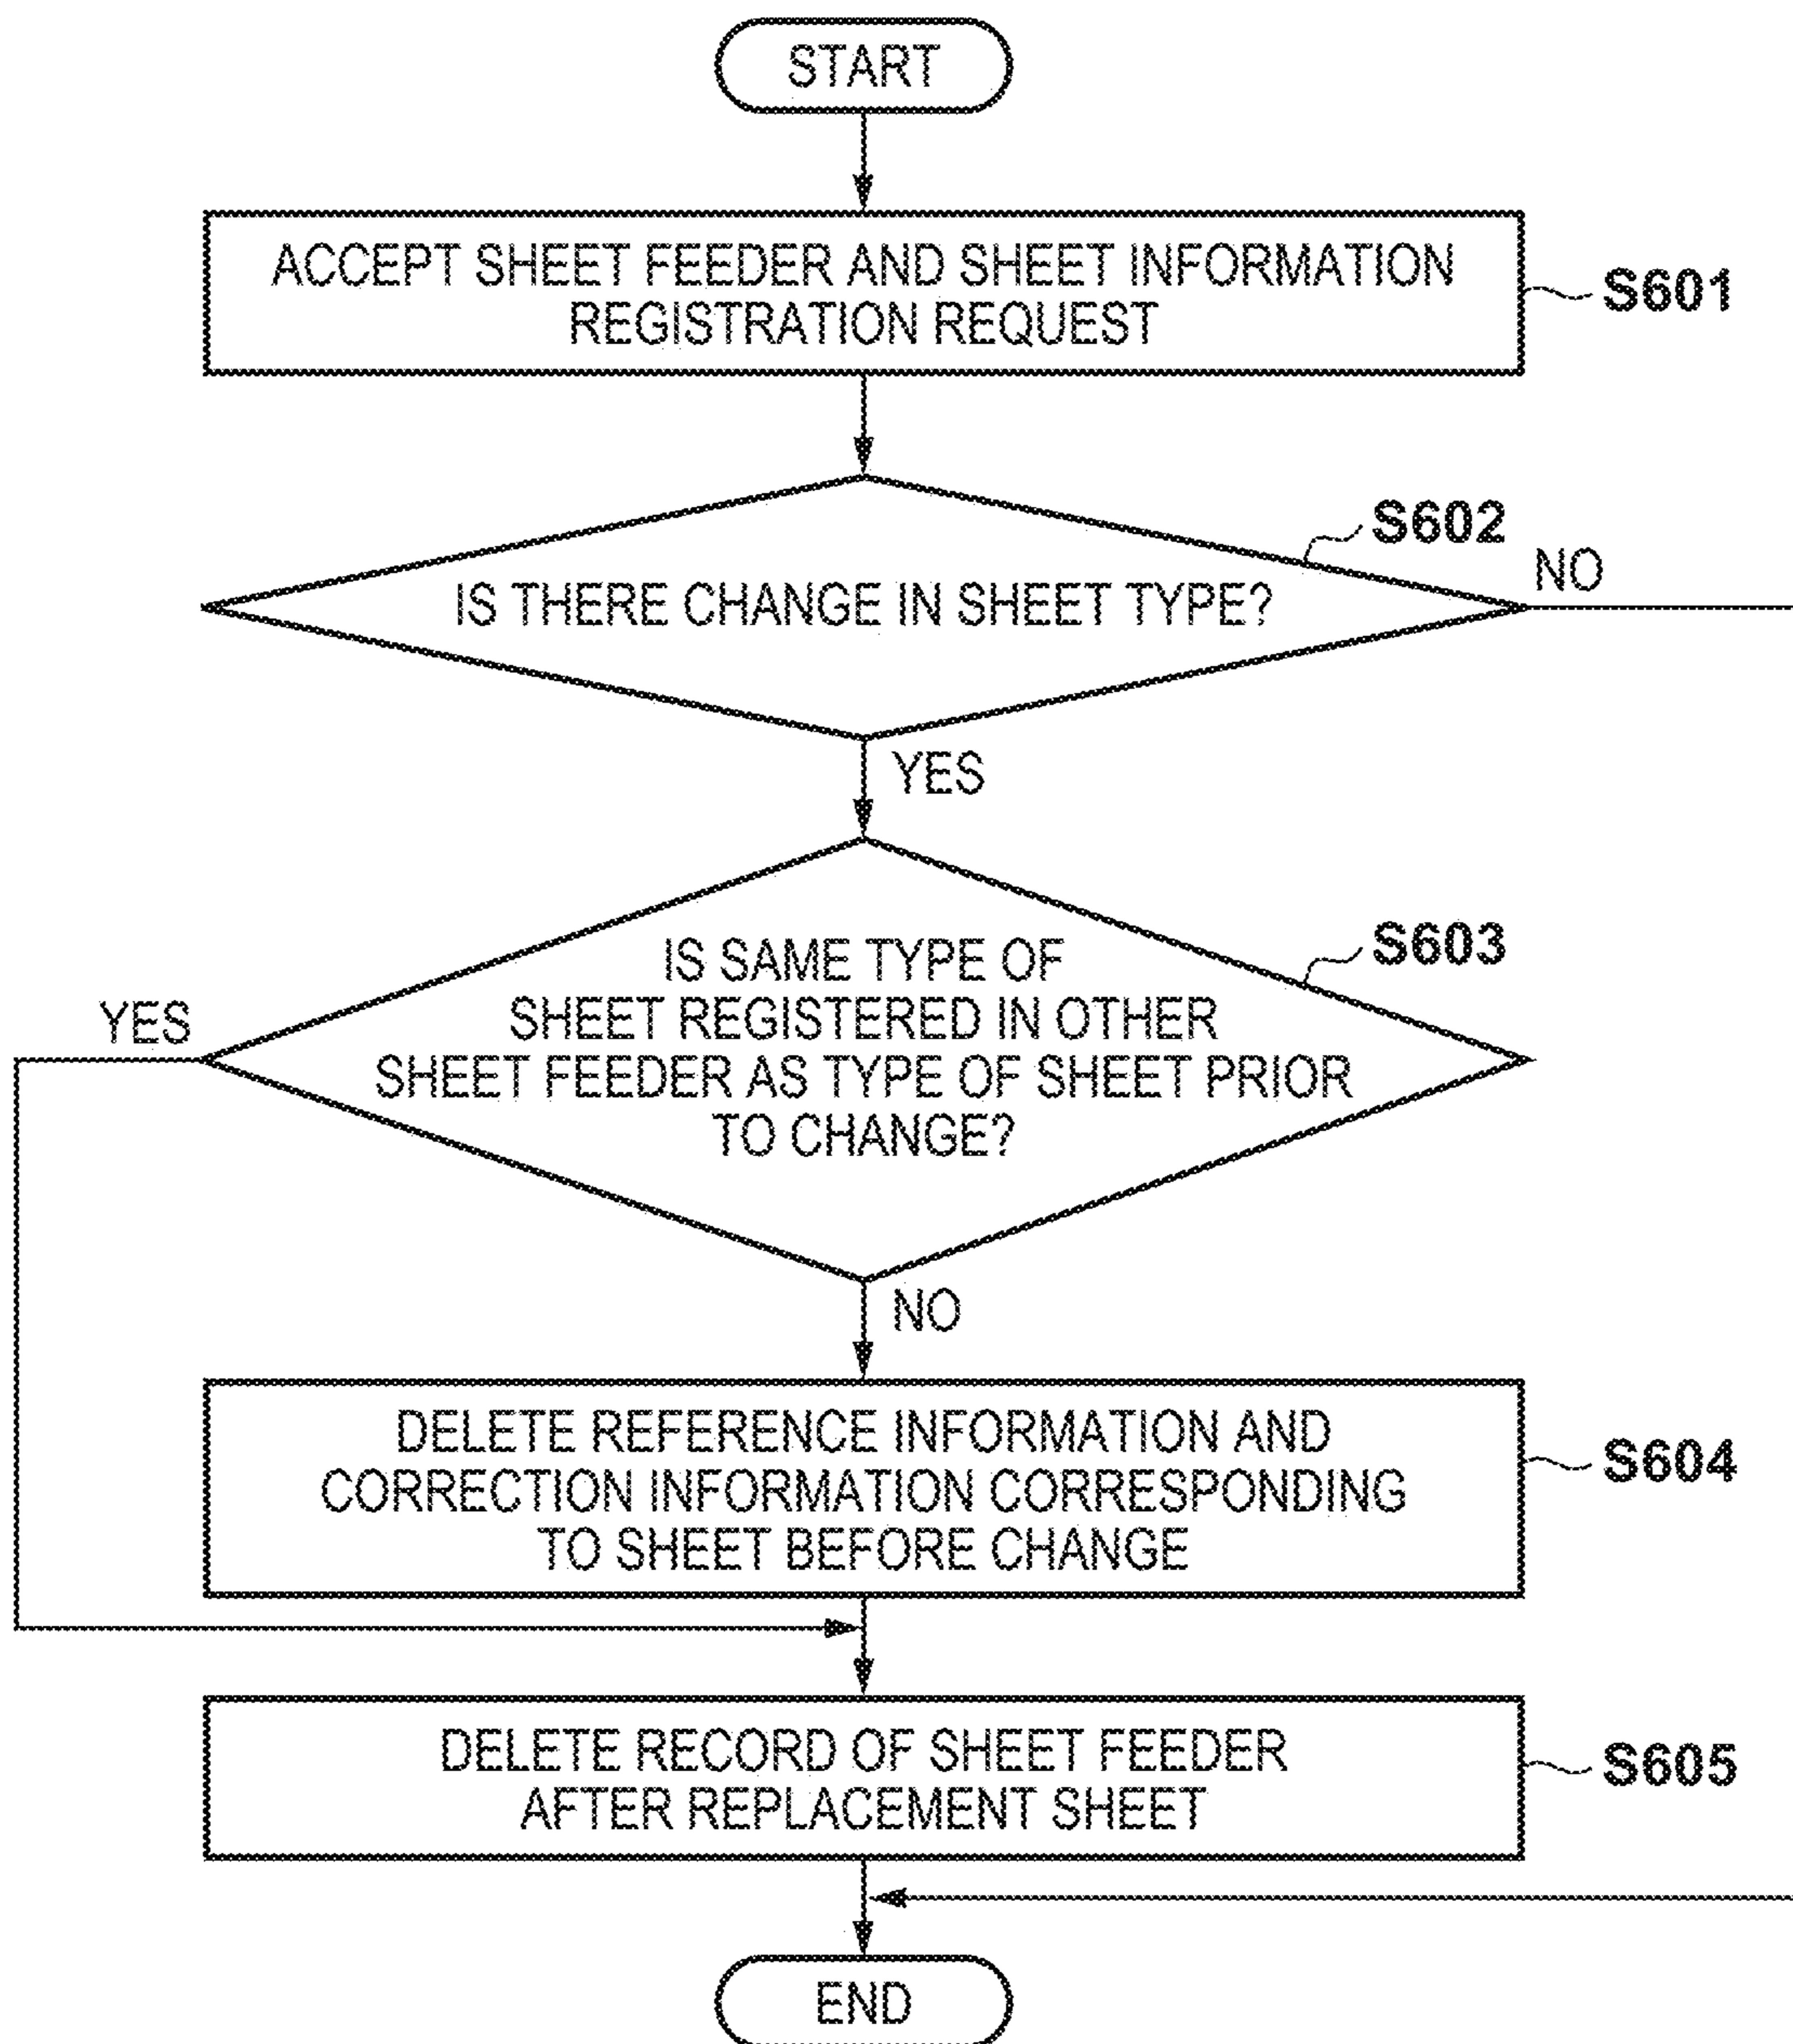 START
ACCEPT SHEET FEEDER AND SHEET INFORMATION
REGISTRATION REQUEST
S601
S602
NO
IS THERE CHANGE IN SHEET TYPE?
YES
S603
IS SAME TYPE OF
SHEET REGISTERED IN OTHER
SHEET FEEDER AS TYPE OF SHEET PRIOR
TO CHANGE?
YES
NO
DELETE REFERENCE INFORMATION AND
CORRECTION INFORMATION CORRESPONDING
TO SHEET BEFORE CHANGE
S604
DELETE RECORD OF SHEET FEEDER
AFTER REPLACEMENT SHEET
S605
END